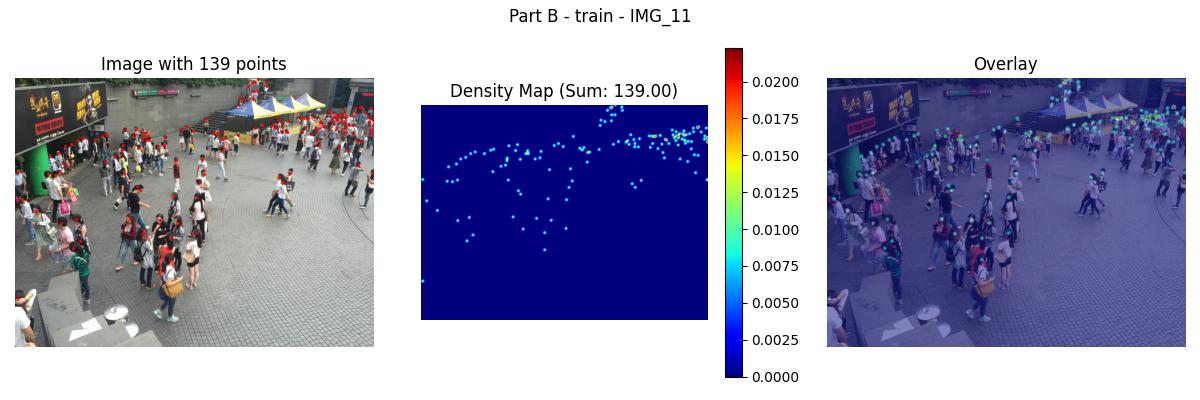 Part B - train - IMG_11
Image with 139 points
Density Map (Sum: 139.00)
0.0200
0.0175
0.0150
0.0125
0.0100
0.0075
0.0050
0.0025
0.0000
Overlay